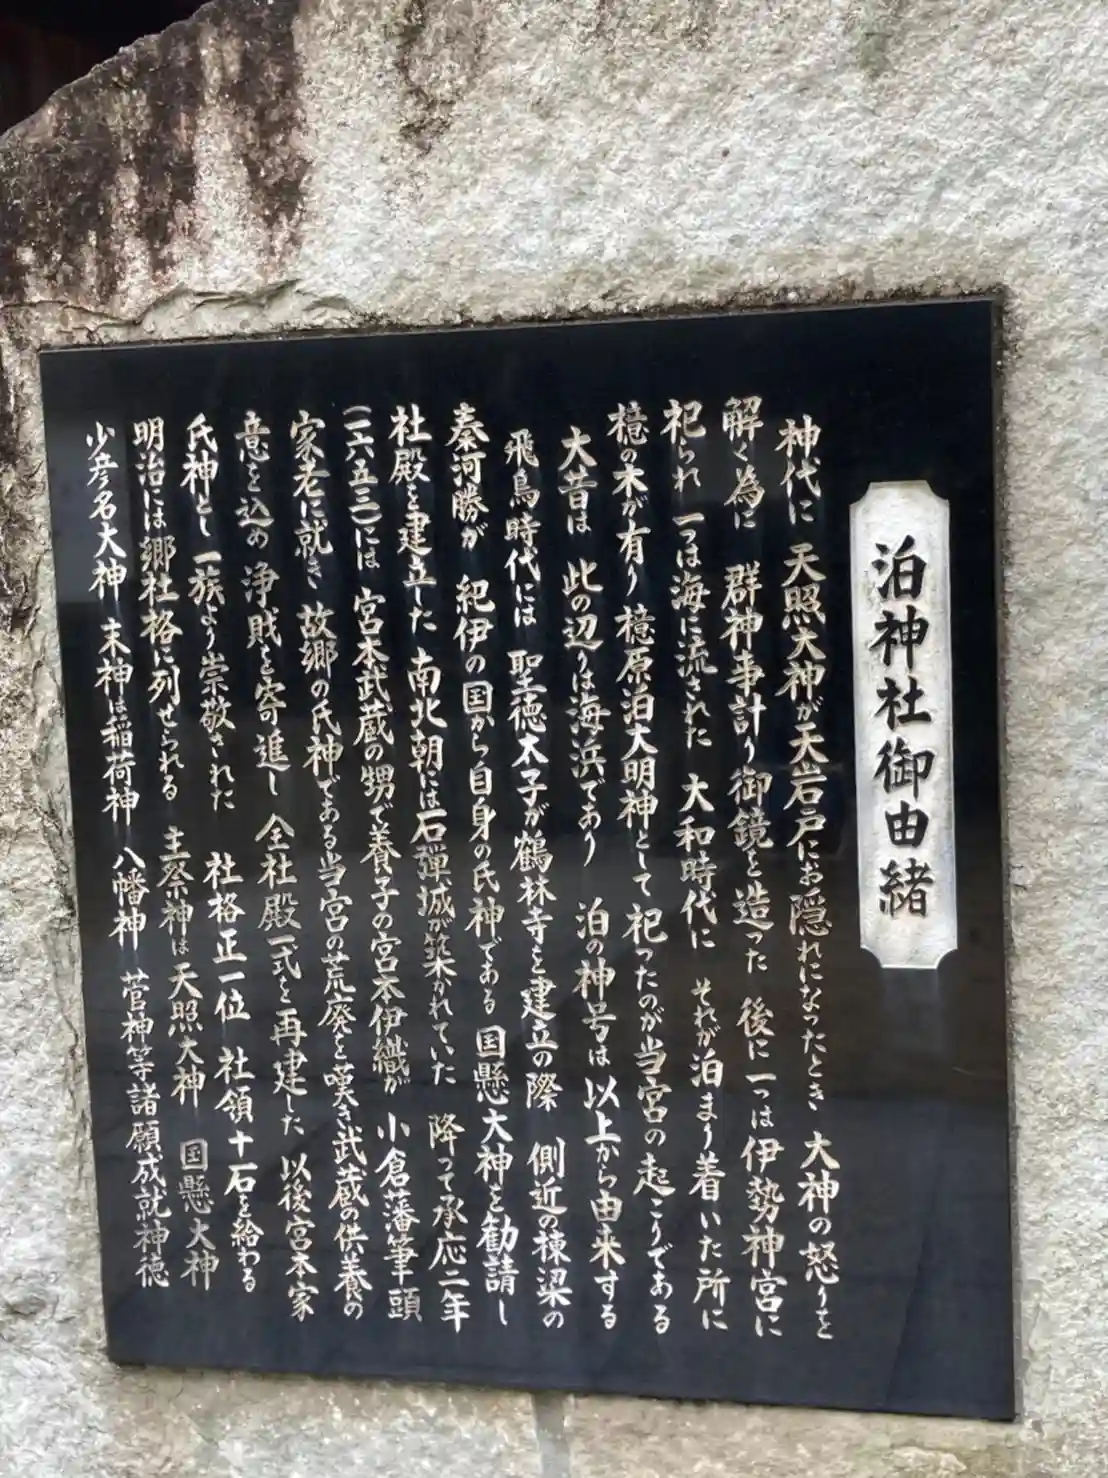 泊神社御由緒
神代に 天照大神が天岩戸にお隠れになったとき 大神の怒りを
解く為に 群神事計り御鏡を造った 後に一つは伊勢神宮に
祀られ 一つは海に流された 大和時代に それが泊まり着いた所に
檍の木が有り 檍原泊大明神として祀ったのが当宮の起こりである
大昔は 此の辺りは海浜であり 泊の神号は以上から由来する
飛鳥時代には 聖徳太子が鶴林寺を建立の際 側近の棟梁の
秦河勝が 紀伊の国から自身の氏神である 国懸大神を勧請し
社殿を建立した 南北朝には石弾城が築かれていた 降って承応二年
(一六五三)には 宮本武蔵の甥で養子の宮本伊織が 小倉藩筆頭
家老に就き 故郷の氏神である当宮の荒廃を嘆き武蔵の供養の
意を込め 浄財を寄進し 全社殿一式を再建した 以後宮本家
氏神とし 一族より崇敬された 社格正一位 社領十石を給わる
明治には郷社格に列せられる 主祭神は天照大神 国懸大神
少彦名大神 末神は稲荷神 八幡神 菅神等諸願成就神徳